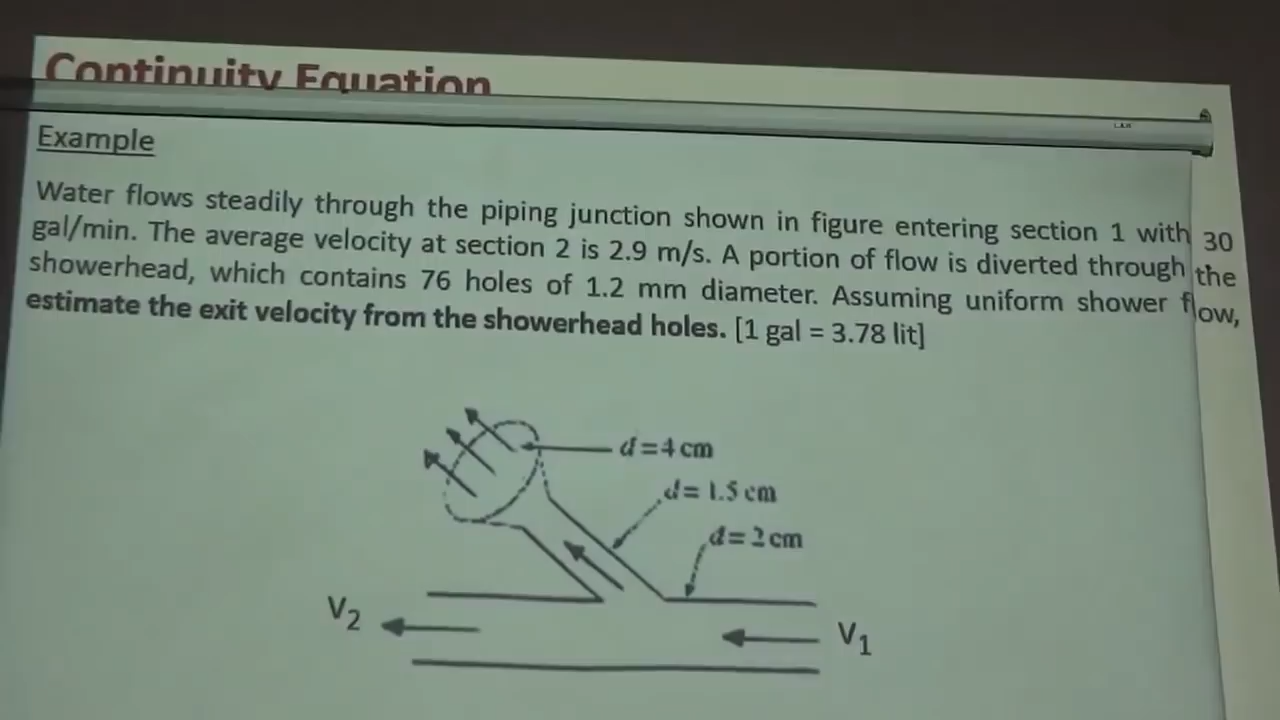 Continuity Equation
Example
Water flows steadily through the piping junction shown in figure entering section 1 with 30
gal/min. The average velocity at section 2 is 2.9 m/s. A portion of flow is diverted through the
showerhead, which contains 76 holes of 1.2 mm diameter. Assuming uniform shower flow,
estimate the exit velocity from the showerhead holes. [1 gal = 3.78 lit]
d=4 cm
d= 1.5 cm
d= 2 cm
V2
V1